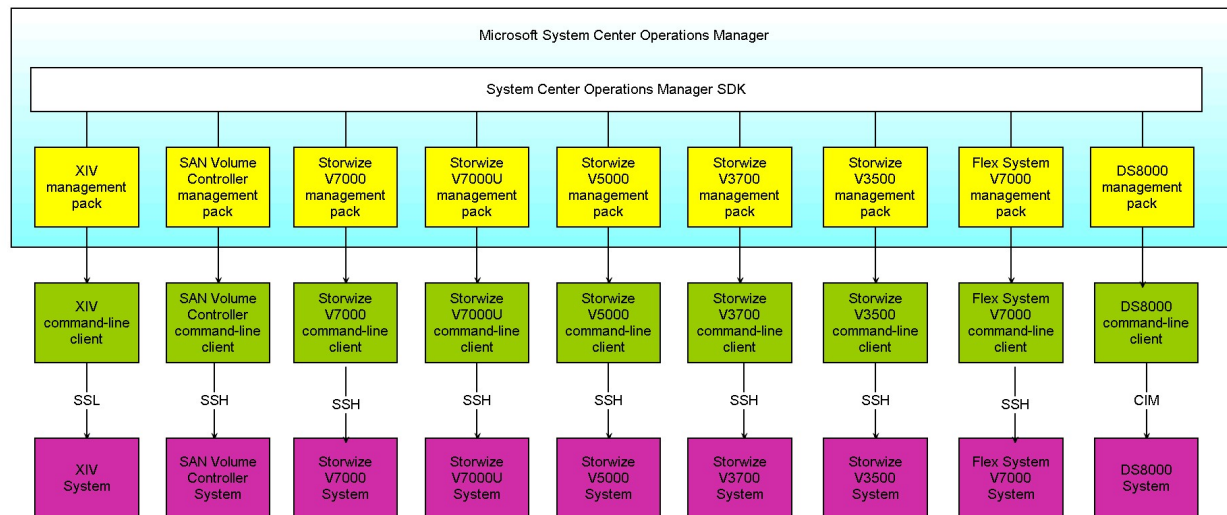 Microsoft System Center Operations Manager
System Center Operations Manager SDK
XIV
management
pack
SAN Volume
Controller
management
pack
Storwize
V7000
management
pack
Storwize
V7000U
management
pack
Storwize
V5000
management
pack
Storwize
V3700
management
pack
Storwize
V3500
management
pack
Flex System
V7000
management
pack
DS8000
management
pack
XIV
command-line
client
SAN Volume
Controller
command-line
client
Storwize
V7000
command-line
client
Storwize
V7000U
command-line
client
Storwize
V5000
command-line
client
Storwize
V3700
command-line
client
Storwize
V3500
command-line
client
Flex System
V7000
command-line
client
DS8000
command-line
client
SSL
SSH
SSH
SSH
SSH
SSH
SSH
SSH
CIM
XIV
System
SAN Volume
Controller
System
Storwize
V7000
System
Storwize
V7000U
System
Storwize
V5000
System
Storwize
V3700
System
Storwize
V3500
System
Flex System
V7000
System
DS8000
System